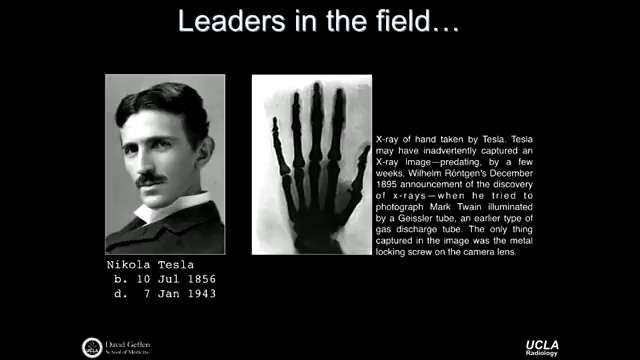 Leaders in the field…
X-ray of hand taken by Tesla. Tesla
may have inadvertently captured an
X-ray image—predating, by a few
weeks, Wilhelm Röntgen's December
1895 announcement of the discovery
of x-rays—when he tried to
photograph Mark Twain illuminated
by a Geissler tube, an earlier type of
gas discharge tube. The only thing
captured in the image was the metal
locking screw on the camera lens.
Nikola Tesla
b. 10 Jul 1856
d. 7 Jan 1943
UCLA
David Geffen
School of Medicine
UCLA
Radiology